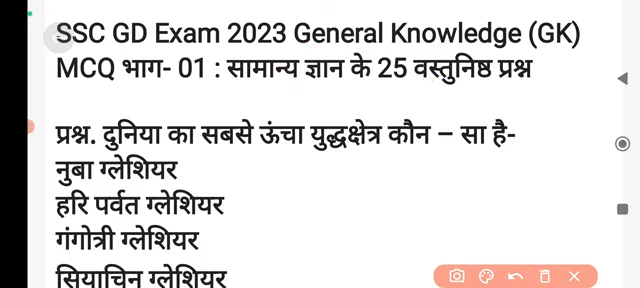 SSC GD Exam 2023 General Knowledge (GK)
MCQ भाग- 01 : सामान्य ज्ञान के 25 वस्तुनिष्ठ प्रश्न
प्रश्न. दुनिया का सबसे ऊंचा युद्धक्षेत्र कौन – सा है-
नुबा ग्लेशियर
हरि पर्वत ग्लेशियर
गंगोत्री ग्लेशियर
सियाचिन ग्लेशियर